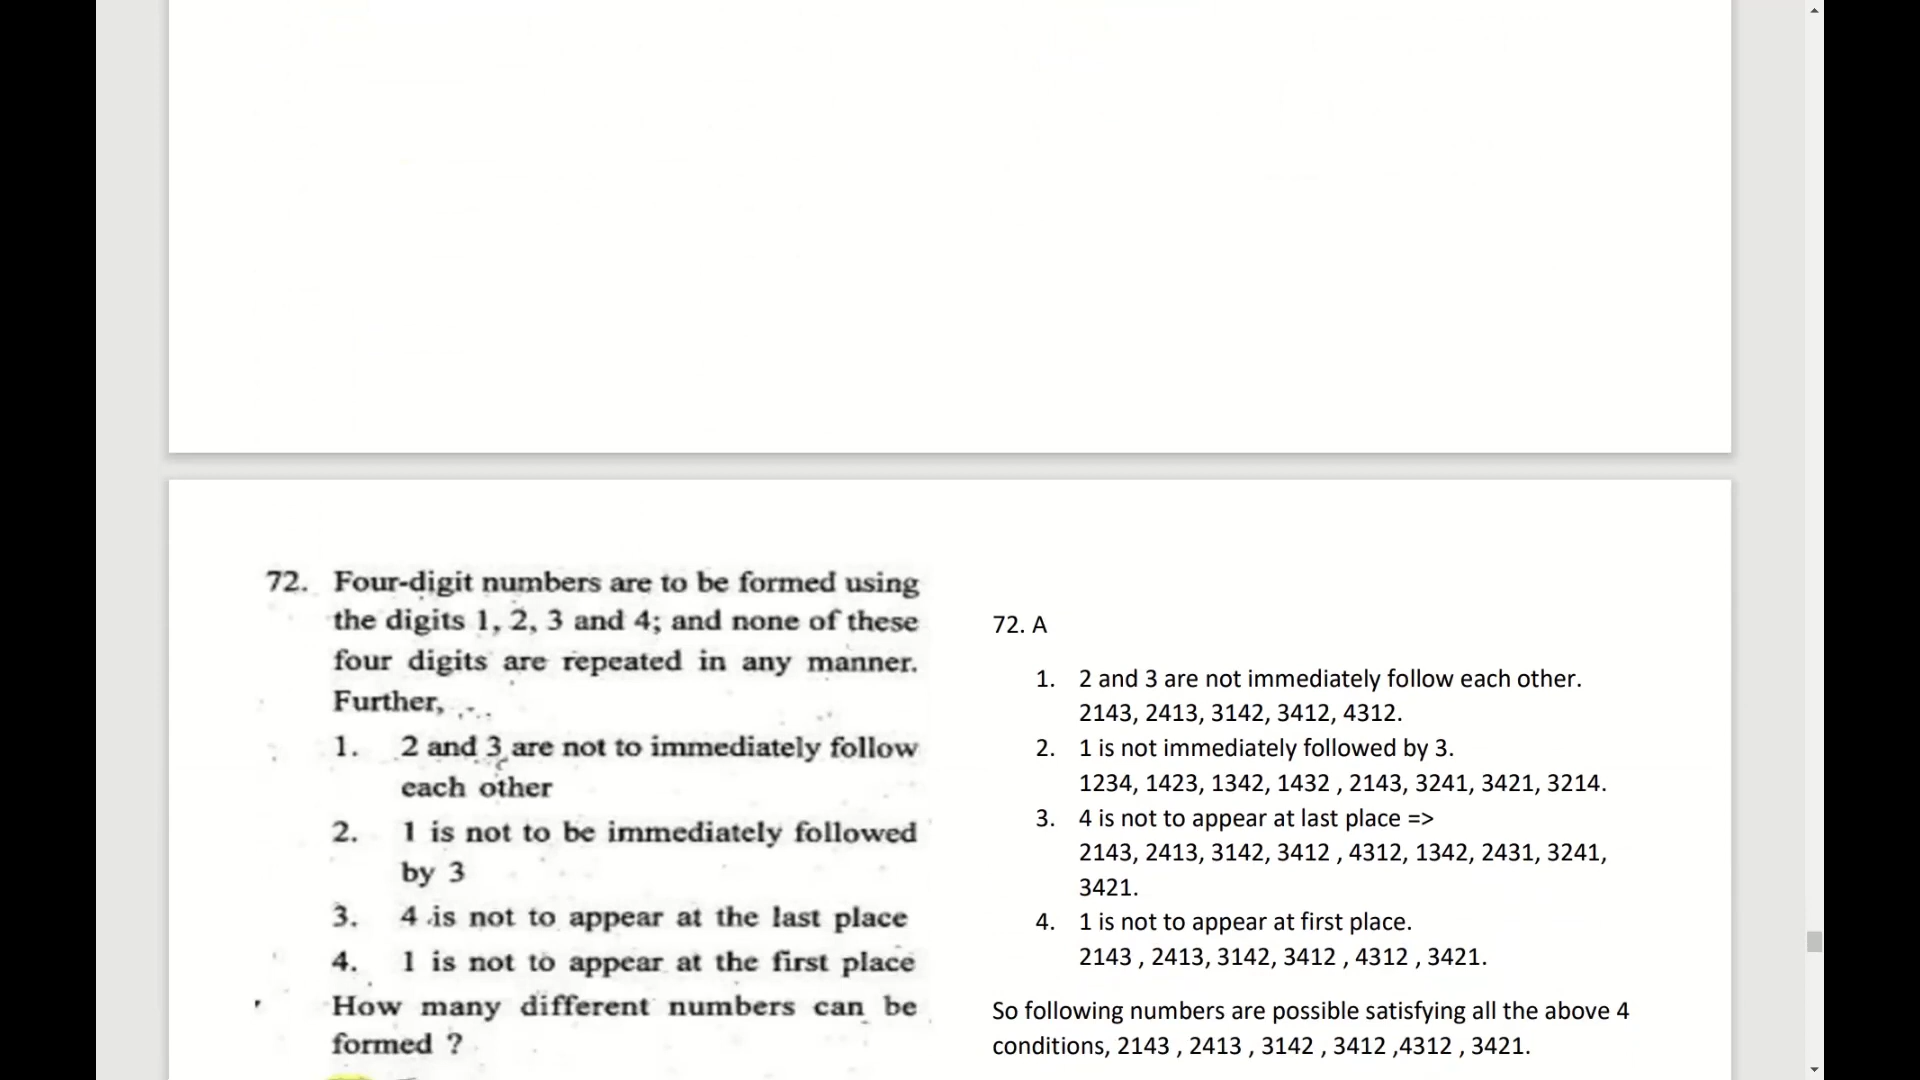 72. Four-digit numbers are to be formed using
the digits 1, 2, 3 and 4; and none of these
four digits are repeated in any manner.
Further,
1. 2 and 3 are not to immediately follow
each other
2. 1 is not to be immediately followed
by 3
3. 4 is not to appear at the last place
4. 1 is not to appear at the first place
How many different numbers can be
formed ?
72. A
1. 2 and 3 are not immediately follow each other.
2143, 2413, 3142, 3412, 4312.
2. 1 is not immediately followed by 3.
1234, 1423, 1342, 1432 , 2143, 3241, 3421, 3214.
3. 4 is not to appear at last place =>
2143, 2413, 3142, 3412 , 4312, 1342, 2431, 3241,
3421.
4. 1 is not to appear at first place.
2143 , 2413, 3142, 3412 , 4312 , 3421.
So following numbers are possible satisfying all the above 4
conditions, 2143 , 2413 , 3142 , 3412 ,4312 , 3421.